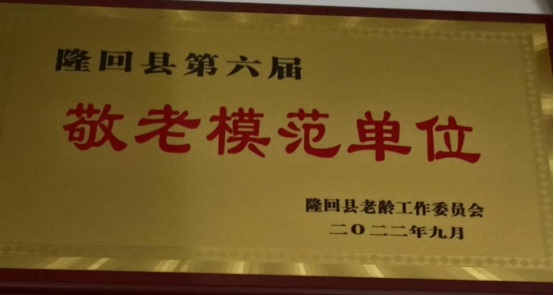 隆回县第六届
敬老模范单位
隆回县老龄工作委员会
二〇二二年九月